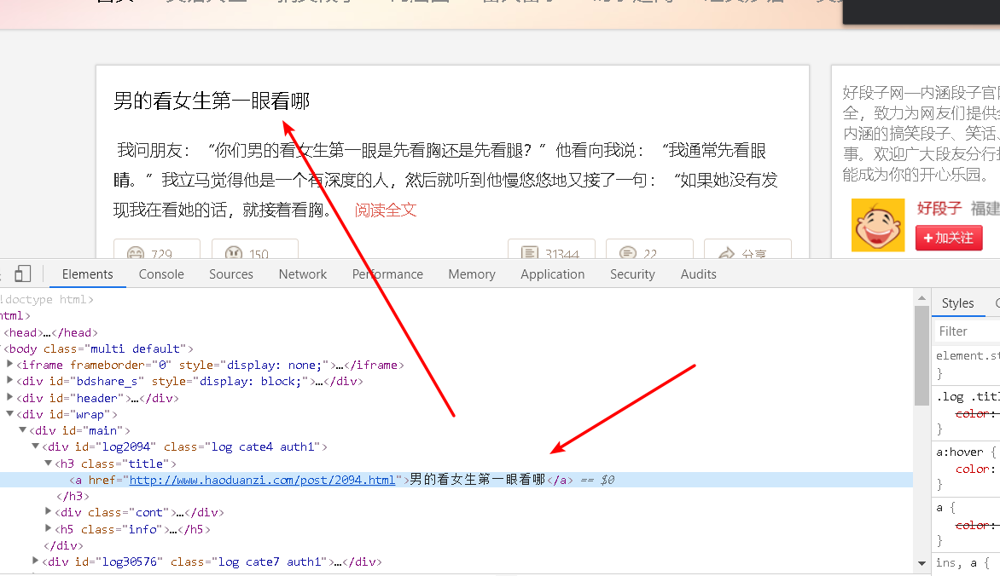 男的看女生第一眼看哪
我问朋友：“你们男的看女生第一眼是先看胸还是先看腿？”他看向我说：“我通常先看眼
睛。”我立马觉得他是一个有深度的人，然后就听到他慢悠悠地又接了一句：“如果她没有发
现我在看她的话，就接着看胸。 阅读全文
729 150 31344 22 分享
好段子网—内涵段子官
全，致力为网友们提供
内涵的搞笑段子、笑话、
事。欢迎广大段友分行
能成为你的开心乐园。
好段子 福建
+加关注
Elements Console Sources Network Performance Memory Application Security Audits
!doctype html>
html>
<head>…</head>
<body class="multi default">
<iframe frameborder="0" style="display: none;">…</iframe>
<div id="bdshare_s" style="display: block;">…</div>
<div id="header">…</div>
<div id="wrap">
<div id="main">
<div id="log2094" class="log cate4 auth1">
<h3 class="title">
<a href="http://www.haoduanzi.com/post/2094.html">男的看女生第一眼看哪</a> == $0
</h3>
<div class="cont">…</div>
<h5 class="info">…</h5>
</div>
<div id="log30576" class="log cate7 auth1">…</div>
Styles
Filter
element.st
}
.log .titl
color:
}
a:hover {
color:
}
a {
color:
}
ins, a {